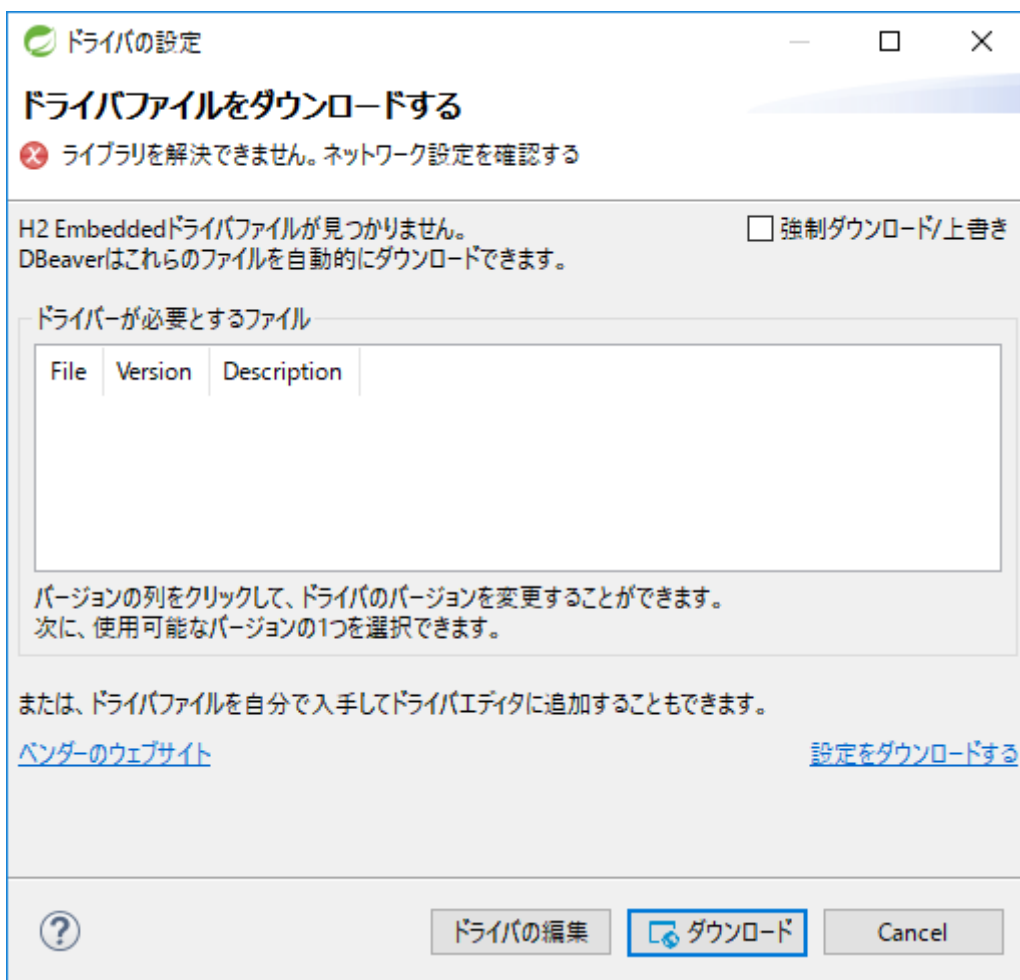 ドライバの設定
ドライバファイルをダウンロードする
ライブラリを解決できません。ネットワーク設定を確認する
H2 Embeddedドライバファイルが見つかりません。
強制ダウンロード/上書き
DBeaverはこれらのファイルを自動的にダウンロードできます。
ドライバーが必要とするファイル
File Version Description
バージョンの列をクリックして、ドライバのバージョンを変更することができます。
次に、使用可能なバージョンの1つを選択できます。
または、ドライバファイルを自分で入手してドライバエディタに追加することもできます。
ベンダーのウェブサイト
設定をダウンロードする
ドライバの編集 ダウンロード Cancel